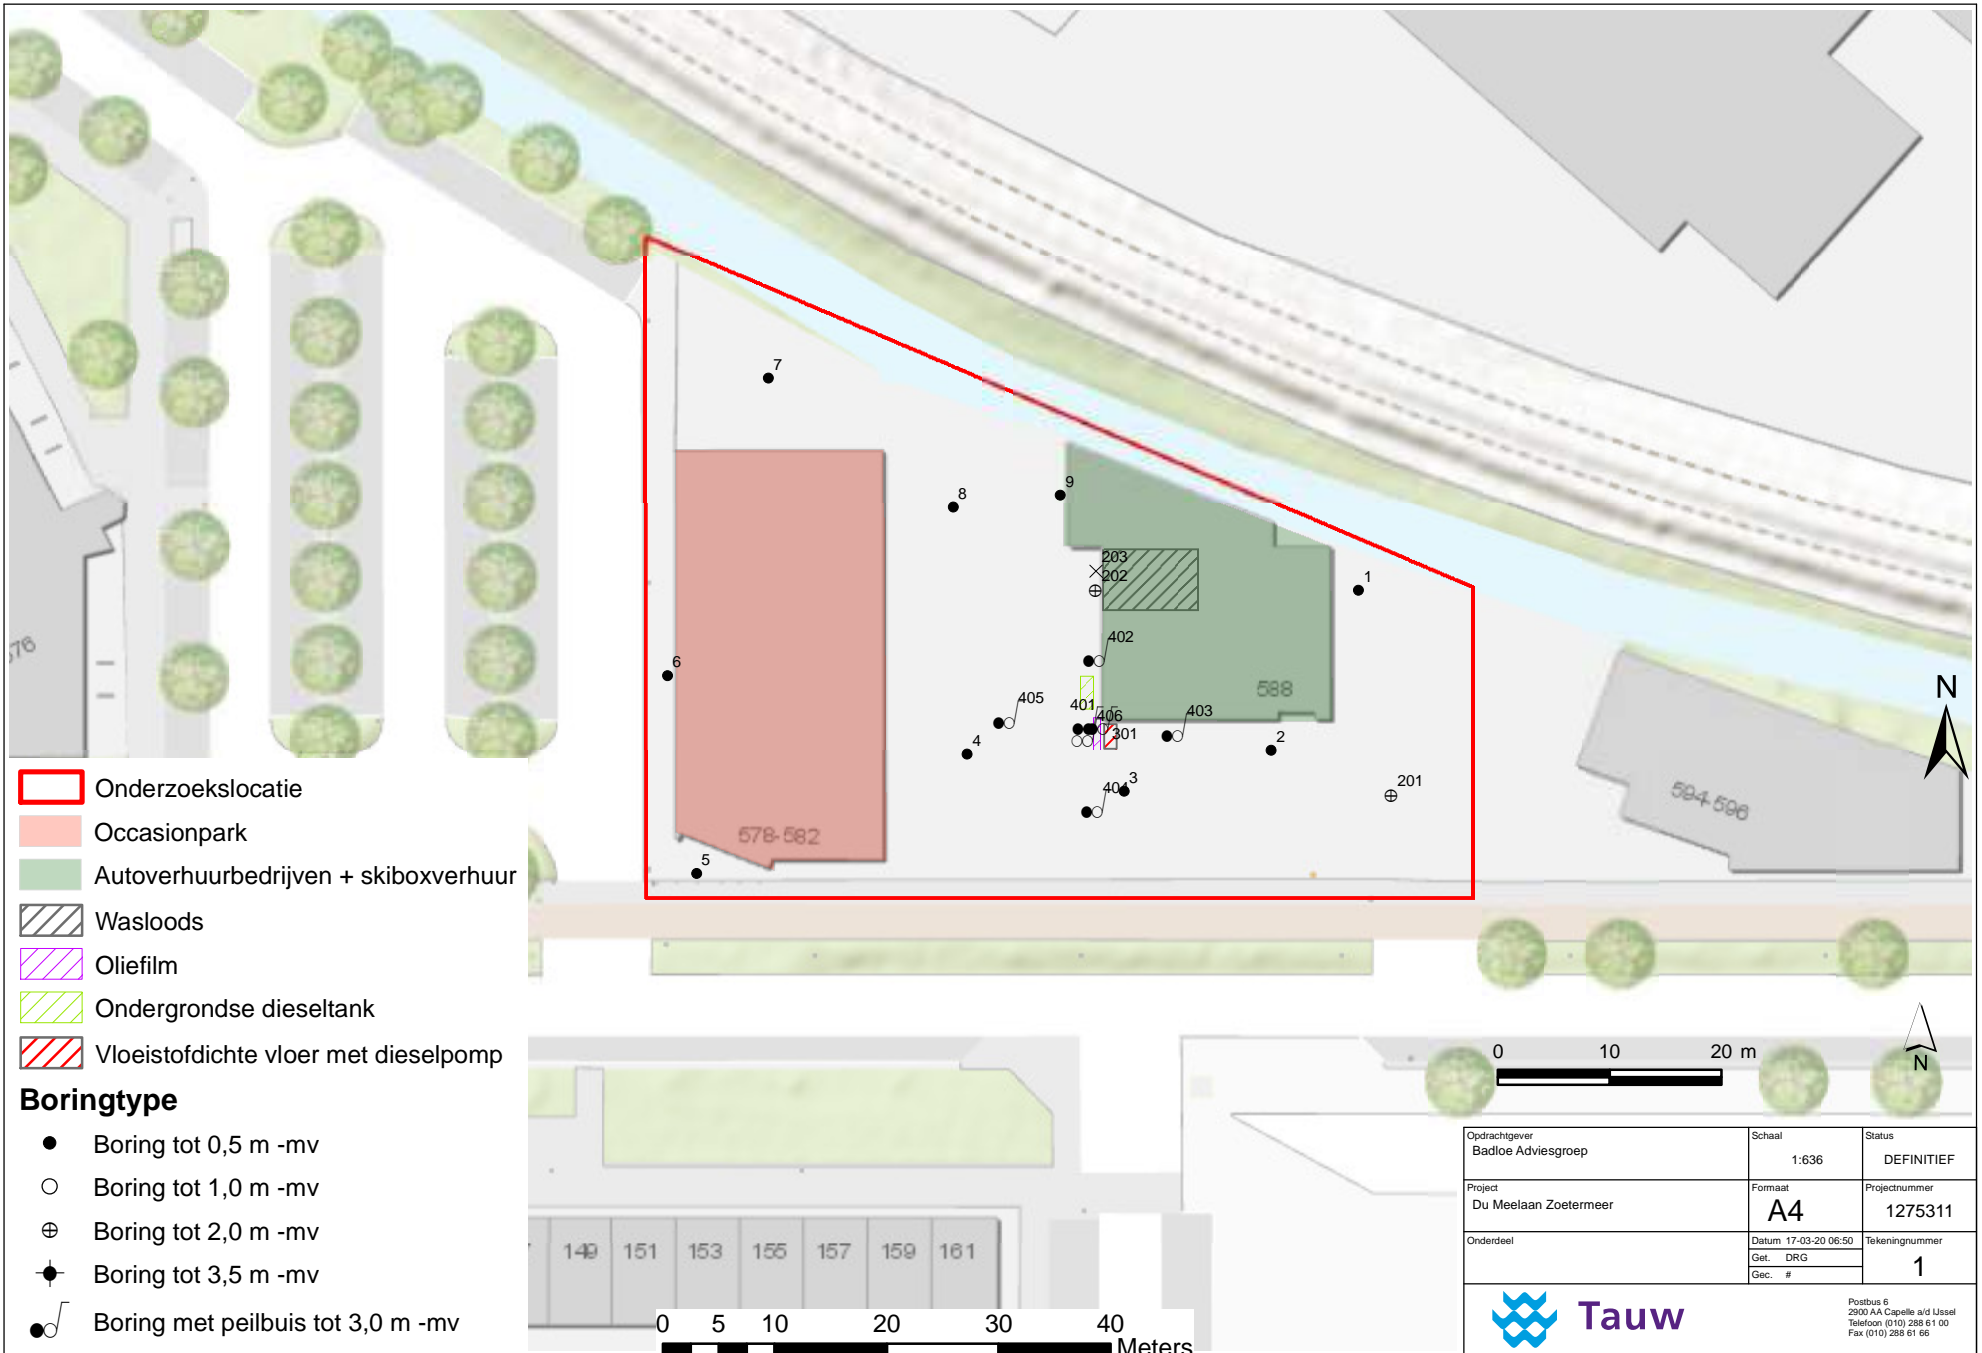 7
8
9
203
202
1
402
6
588
405
401
406
403
301
4
2
404
3
201
594-596
578-582
5
N
Onderzoekslocatie
Occasionpark
Autoverhuurbedrijven + skiboxverhuur
Wasloods
Oliefilm
Ondergrondse dieseltank
Vloeistofdichte vloer met dieselpomp
Boringtype
Boring tot 0,5 m -mv
Boring tot 1,0 m -mv
Boring tot 2,0 m -mv
Boring tot 3,5 m -mv
Boring met peilbuis tot 3,0 m -mv
0 10 20 m
N
149 151 153 155 157 159 161
0 5 10 20 30 40
Meters
Opdrachtgever
Badloe Adviesgroep
Schaal
1:636
Status
DEFINITIEF
Project
Du Meelaan Zoetermeer
Formaat
A4
Projectnummer
1275311
Onderdeel
Datum 17-03-20 06:50
Get. DRG
Gec. #
Tekeningnummer
1
Tauw
Postbus 6
2900 AA Capelle a/d IJssel
Telefoon (010) 288 61 00
Fax (010) 288 61 66